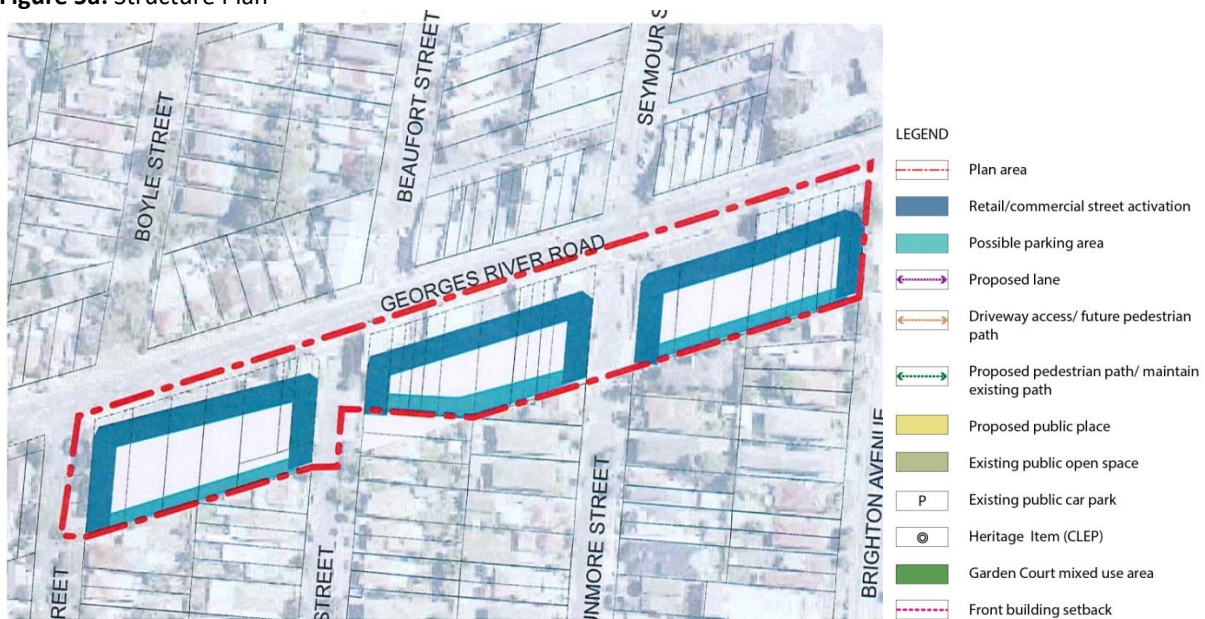 Figure 5a: Structure Plan
BOYLE STREET
BEAUFORT STREET
SEYMOUR S
GEORGES RIVER ROAD
REET
STREET
UNMORE STREET
BRIGHTON AVENUE
LEGEND
Plan area
Retail/commercial street activation
Possible parking area
Proposed lane
Driveway access/ future pedestrian
path
Proposed pedestrian path/ maintain
existing path
Proposed public place
Existing public open space
P
Existing public car park
Heritage Item (CLEP)
Garden Court mixed use area
Front building setback